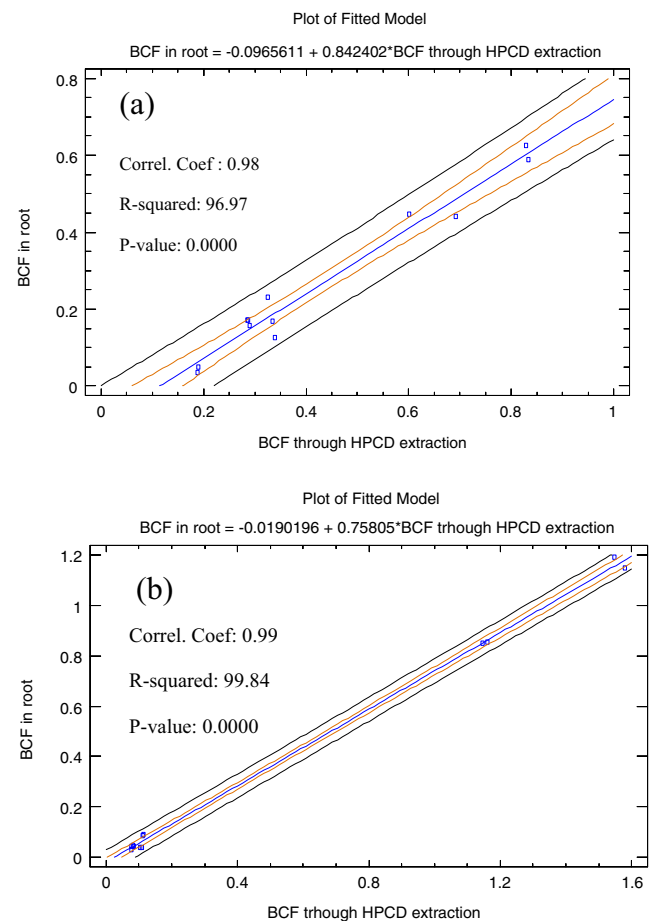 Plot of Fitted Model
BCF in root = -0.0965611 + 0.842402*BCF through HPCD extraction
(a)
Correl. Coef : 0.98
R-squared: 96.97
P-value: 0.0000
BCF in root
0.8
0.6
0.4
0.2
0
0 0.2 0.4 0.6 0.8 1
BCF through HPCD extraction
Plot of Fitted Model
BCF in root = -0.0190196 + 0.75805*BCF trhough HPCD extraction
(b)
Correl. Coef: 0.99
R-squared: 99.84
P-value: 0.0000
BCF in root
1.2
1
0.8
0.6
0.4
0.2
0
0 0.4 0.8 1.2 1.6
BCF trhough HPCD extraction